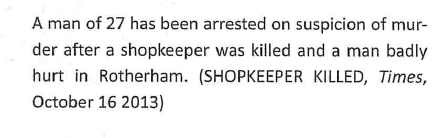 A man of 27 has been arrested on suspicion of mur-
der after a shopkeeper was killed and a man badly
hurt in Rotherham. (SHOPKEEPER KILLED, Times,
October 16 2013)